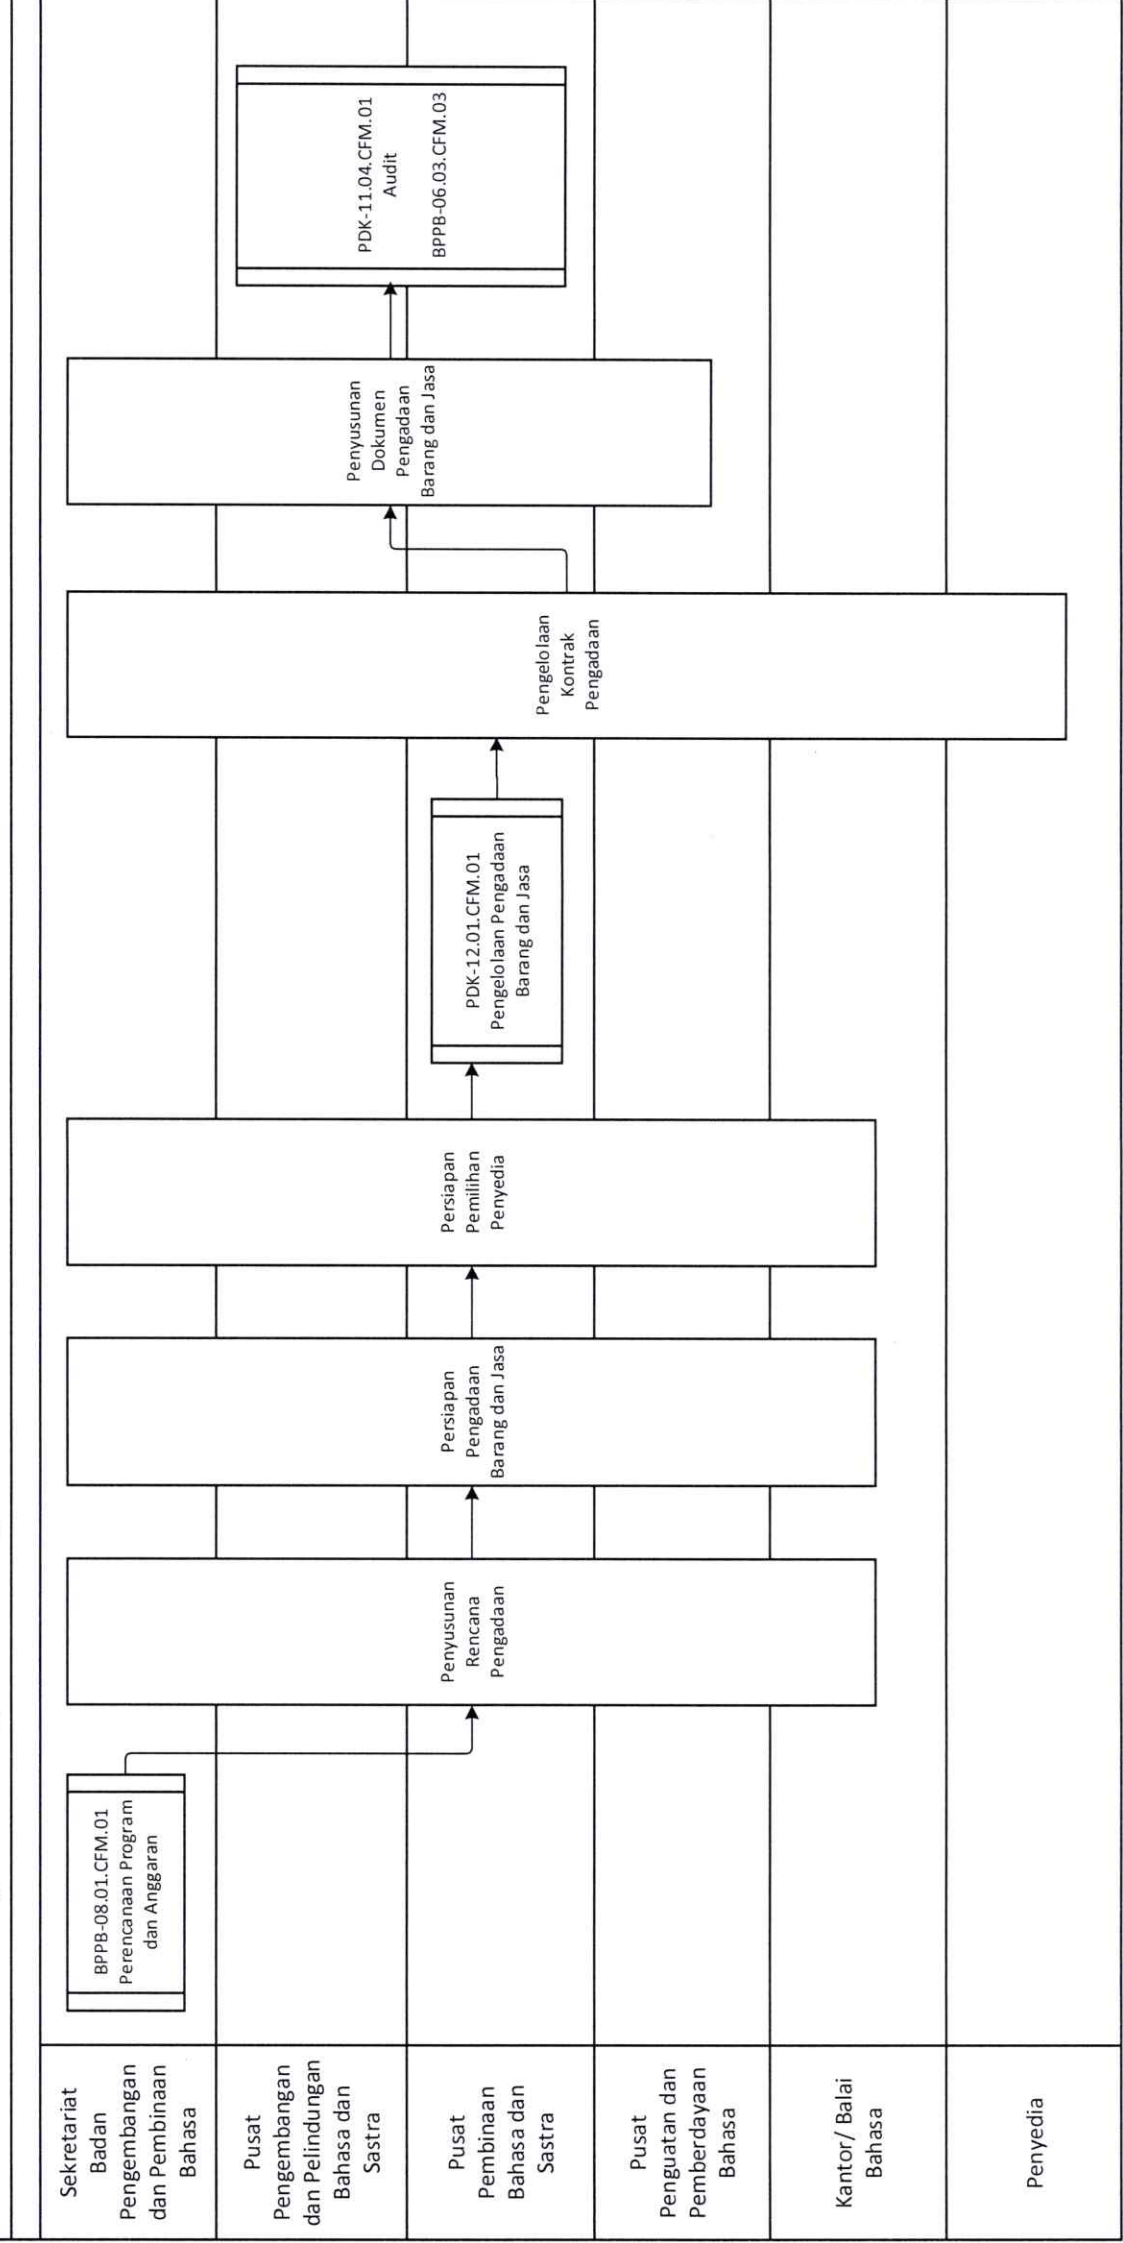 Sekretariat
Badan
Pengembangan
dan Pembinaan
Bahasa
Pusat
Pengembangan
dan Pelindungan
Bahasa dan
Sastra
Pusat
Pembinaan
Bahasa dan
Sastra
Pusat
Penguatan dan
Pemberdayaan
Bahasa
Kantor/ Balai
Bahasa
Penyedia
BPPB-08.01.CFM.01
Perencanaan Program
dan Anggaran
Penyusunan
Rencana
Pengadaan
Persiapan
Pengadaan
Barang dan Jasa
Persiapan
Pemilihan
Penyedia
PDK-12.01.CFM.01
Pengelolaan Pengadaan
Barang dan Jasa
Pengelolaan
Kontrak
Pengadaan
Penyusunan
Dokumen
Pengadaan
Barang dan Jasa
PDK-11.04.CFM.01
Audit
BPPB-06.03.CFM.03